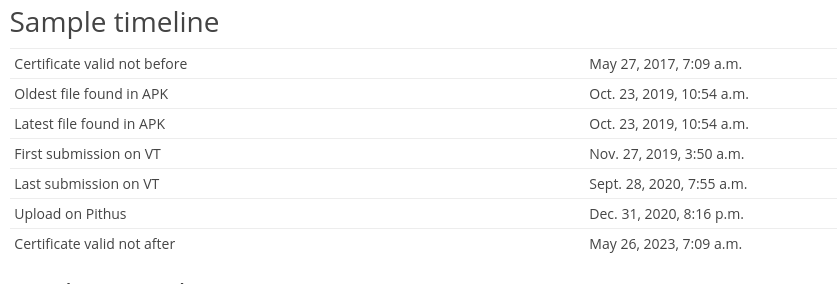 Sample timeline
Certificate valid not before May 27, 2017, 7:09 a.m.
Oldest file found in APK Oct. 23, 2019, 10:54 a.m.
Latest file found in APK Oct. 23, 2019, 10:54 a.m.
First submission on VT Nov. 27, 2019, 3:50 a.m.
Last submission on VT Sept. 28, 2020, 7:55 a.m.
Upload on Pithus Dec. 31, 2020, 8:16 p.m.
Certificate valid not after May 26, 2023, 7:09 a.m.